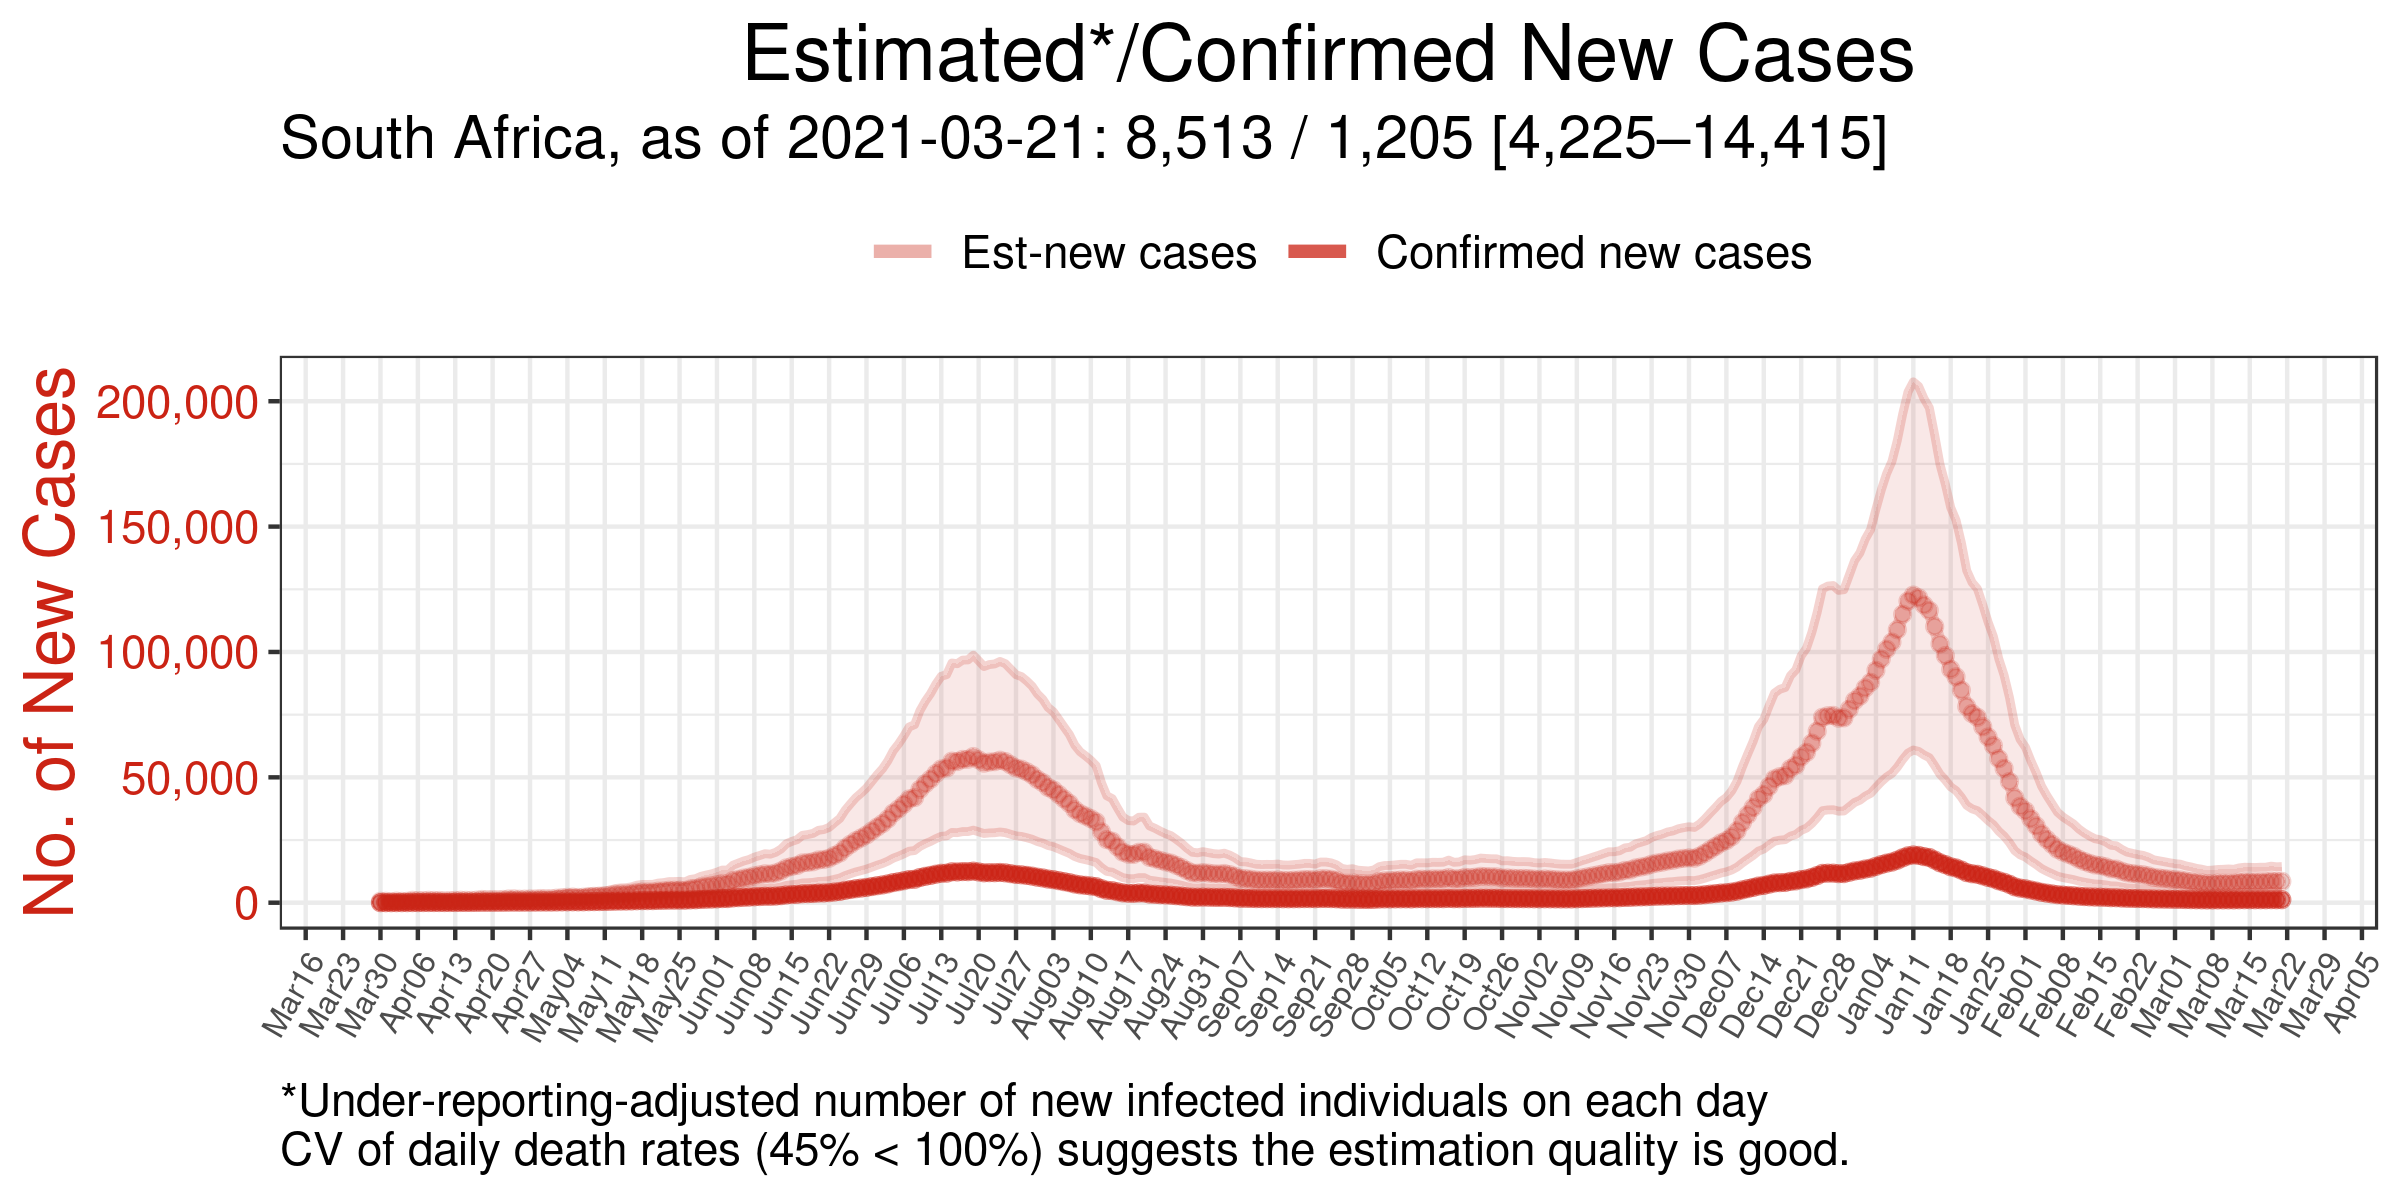 Estimated*/Confirmed New Cases
South Africa, as of 2021-03-21: 8,513 / 1,205 [4,225–14,415]
Est-new cases
Confirmed new cases
No. of New Cases
200,000
150,000
100,000
50,000
0
Mar16
Mar23
Mar30
Apr06
Apr13
Apr20
Apr27
May04
May11
May18
May25
Jun01
Jun08
Jun15
Jun22
Jun29
Jul06
Jul13
Jul20
Jul27
Aug03
Aug10
Aug17
Aug24
Aug31
Sep07
Sep14
Sep21
Sep28
Oct05
Oct12
Oct19
Oct26
Nov02
Nov09
Nov16
Nov23
Nov30
Dec07
Dec14
Dec21
Dec28
Jan04
Jan11
Jan18
Jan25
Feb01
Feb08
Feb15
Feb22
Mar01
Mar08
Mar15
Mar22
Mar29
Apr05
*Under-reporting-adjusted number of new infected individuals on each day
CV of daily death rates (45% < 100%) suggests the estimation quality is good.